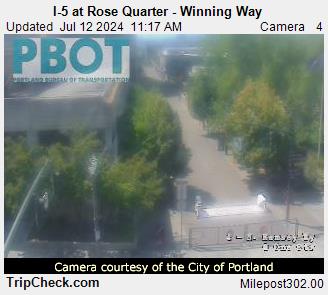 I-5 at Rose Quarter - Winning Way
Updated Jul 12 2024 11:17 AM Camera 4
PBOT
PORTLAND BUREAU OF TRANSPORTATION
Camera courtesy of the City of Portland
TripCheck.com Milepost302.00